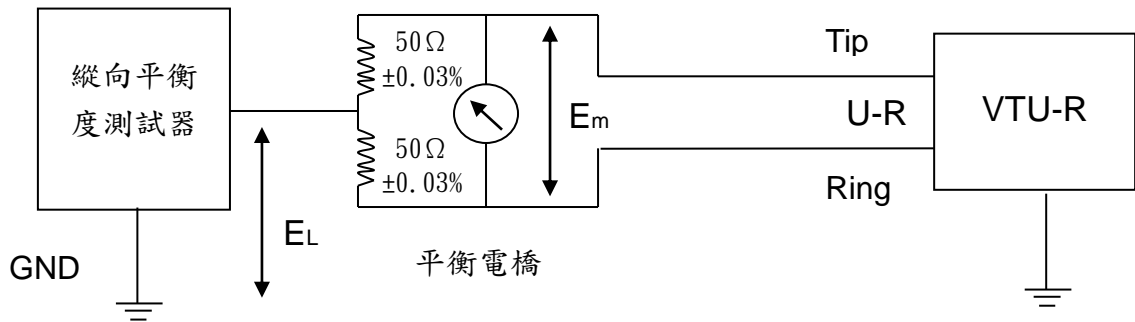 縱向平衡
度測試器
GND
EL
50Ω
±0.03%
50Ω
±0.03%
Em
平衡電橋
Tip
U-R
Ring
VTU-R